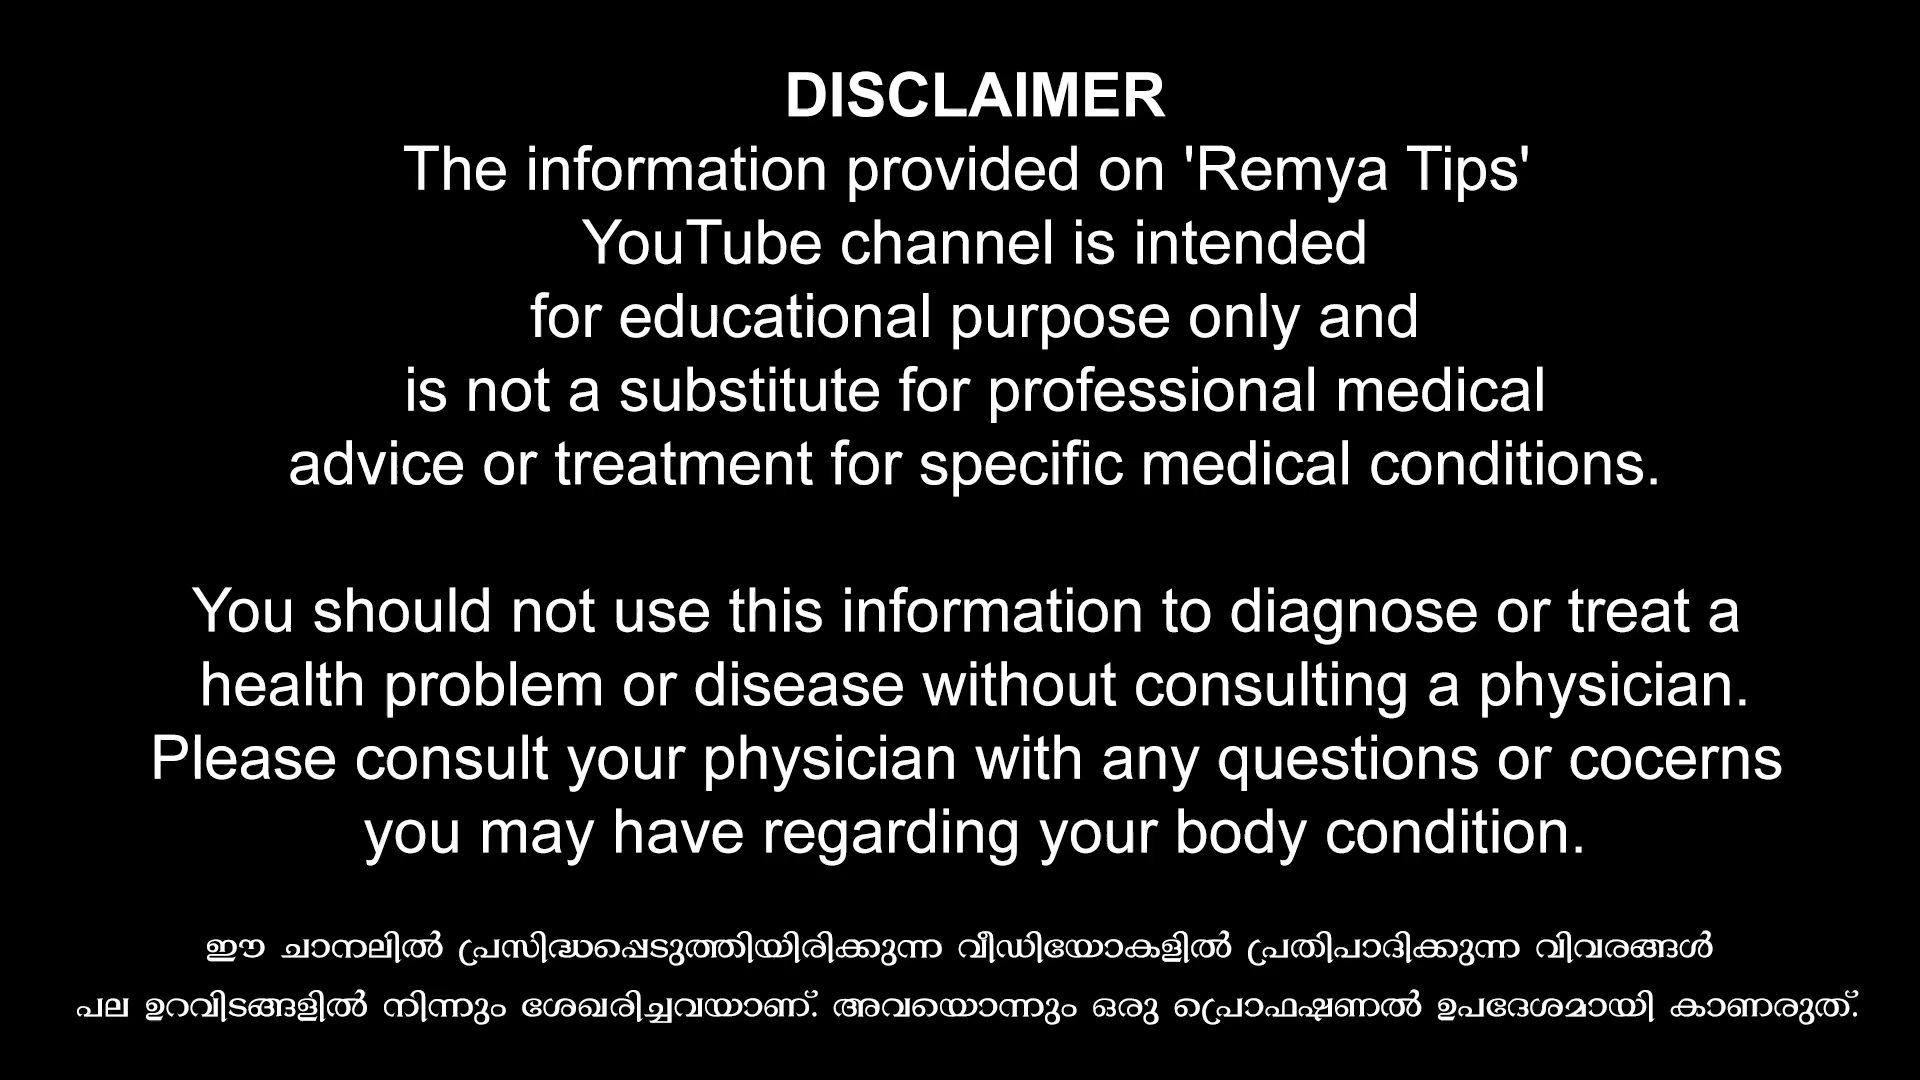 DISCLAIMER
The information provided on 'Remya Tips'
YouTube channel is intended
for educational purpose only and
is not a substitute for professional medical
advice or treatment for specific medical conditions.
You should not use this information to diagnose or treat a
health problem or disease without consulting a physician.
Please consult your physician with any questions or cocerns
you may have regarding your body condition.
ഈ ചാനലിൽ പ്രസിദ്ധപ്പെടുത്തിയിരിക്കുന്ന വീഡിയോകളിൽ പ്രതിപാദിക്കുന്ന വിവരങ്ങൾ
പല ഉറവിടങ്ങളിൽ നിന്നും ശേഖരിച്ചവയാണ്. അവയൊന്നും ഒരു പ്രൊഫഷണൽ ഉപദേശമായി കാണരുത്.